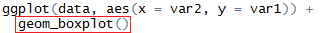 ggplot(data, aes(x = var2, y = var1)) +
geom_boxplot()